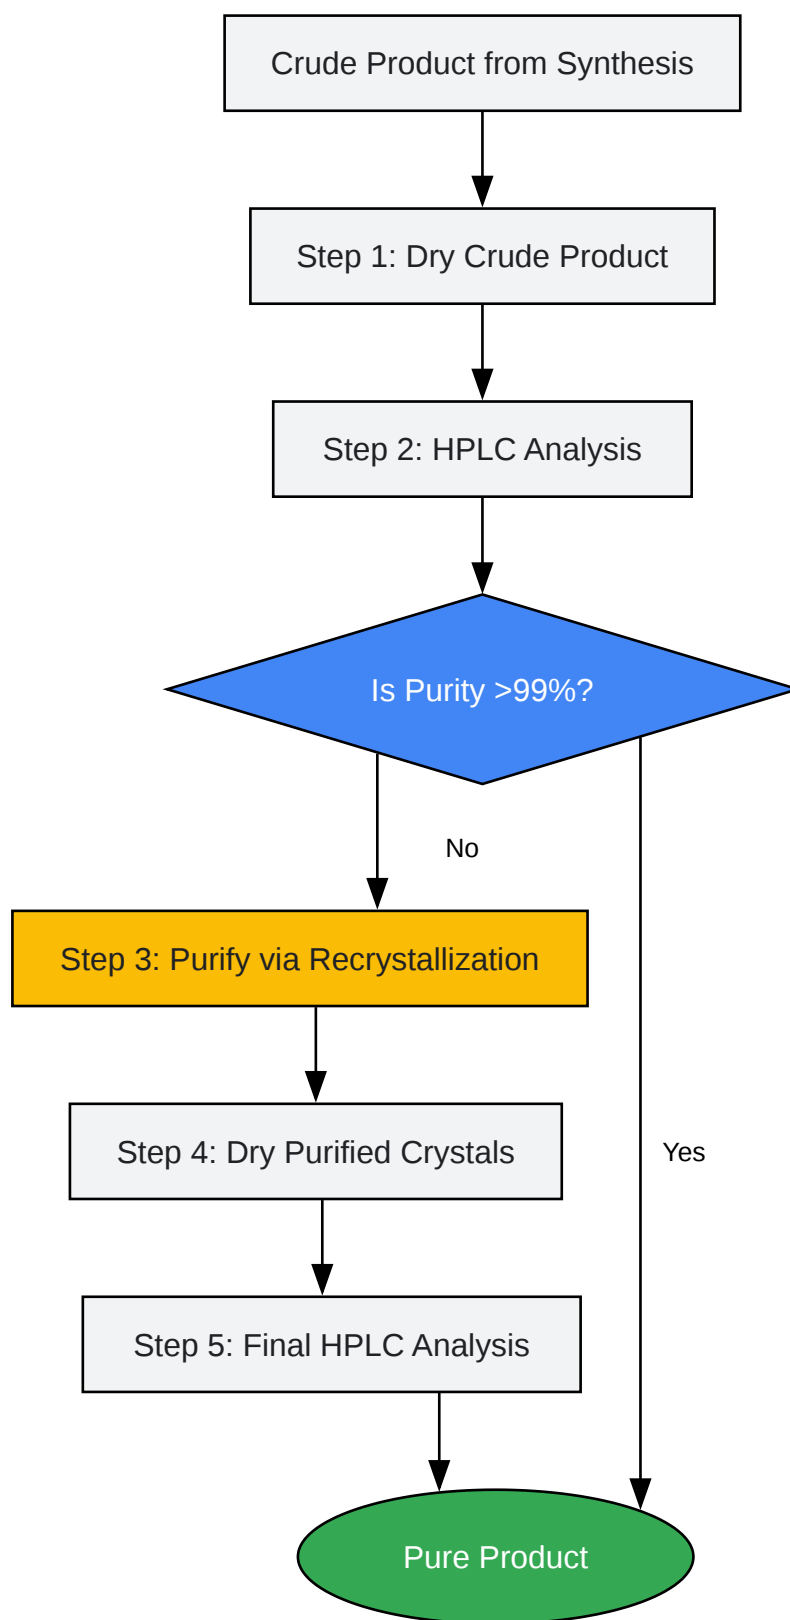 Crude Product from Synthesis
Step 1: Dry Crude Product
Step 2: HPLC Analysis
Is Purity >99%?
No
Step 3: Purify via Recrystallization
Step 4: Dry Purified Crystals
Yes
Step 5: Final HPLC Analysis
Pure Product